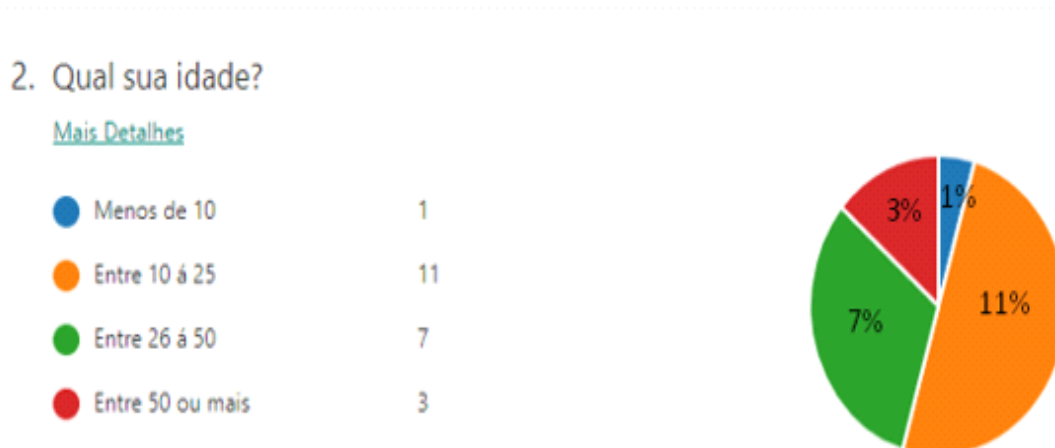 2. Qual sua idade?
Mais Detalhes
Menos de 10 1
Entre 10 á 25 11
Entre 26 á 50 7
Entre 50 ou mais 3
3% 1%
7% 11%